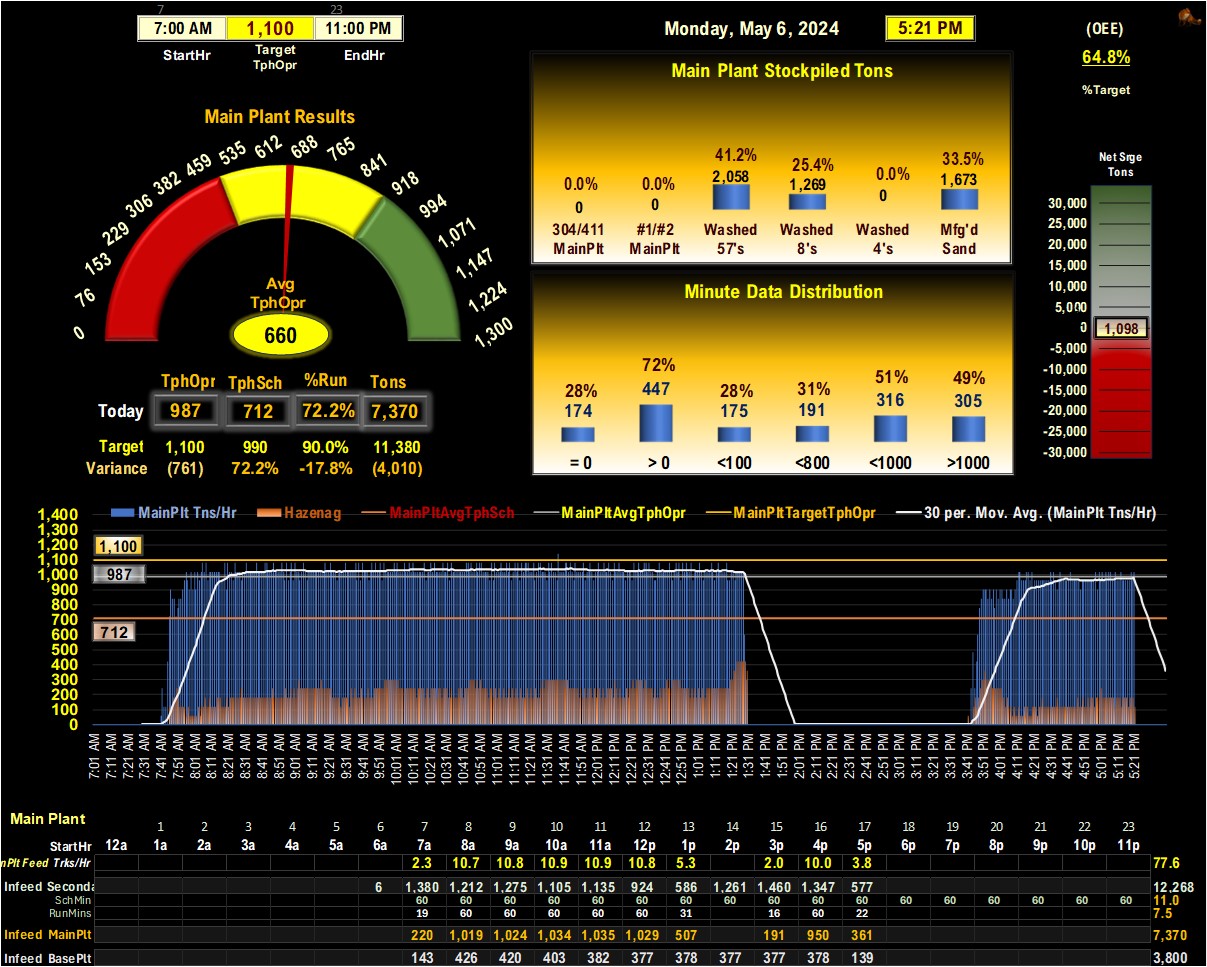 7 23
7:00 AM 1,100 11:00 PM
StartHr Target TphOpr EndHr
Monday, May 6, 2024 5:21 PM
(OEE)
64.8%
%Target
Main Plant Results
0 76 153 229 306 382 459 535 612 688 765 841 918 994 1,071 1,147 1,224 1,300
Avg
TphOpr
660
TphOpr TphSch %Run Tons
Today 987 712 72.2% 7,370
Target 1,100 990 90.0% 11,380
Variance (761) 72.2% -17.8% (4,010)
Main Plant Stockpiled Tons
0.0% 0.0% 41.2% 25.4% 0.0% 33.5%
0 0 2,058 1,269 0 1,673
304/411 #1/#2 Washed Washed Washed Mfg'd
MainPlt MainPlt 57's 8's 4's Sand
Minute Data Distribution
28% 72% 28% 31% 51% 49%
174 447 175 191 316 305
= 0 > 0 <100 <800 <1000 >1000
Net Srge
Tons
30,000
25,000
20,000
15,000
10,000
5,000
0
1,098
-5,000
-10,000
-15,000
-20,000
-25,000
-30,000
MainPlt Tns/Hr Hazenag MainPltAvgTphSch MainPltAvgTphOpr MainPltTargetTphOpr 30 per. Mov. Avg. (MainPlt Tns/Hr)
1,400
1,300
1,200
1,100
1,000
900
800
700
600
500
400
300
200
100
0
1,100
987
712
7:01 AM 7:11 AM 7:21 AM 7:31 AM 7:41 AM 7:51 AM 8:01 AM 8:11 AM 8:21 AM 8:31 AM 8:41 AM 8:51 AM 9:01 AM 9:11 AM 9:21 AM 9:31 AM 9:41 AM 9:51 AM 10:01 AM 10:11 AM 10:21 AM 10:31 AM 10:41 AM 10:51 AM 11:01 AM 11:11 AM 11:21 AM 11:31 AM 11:41 AM 11:51 AM 12:01 PM 12:11 PM 12:21 PM 12:31 PM 12:41 PM 12:51 PM 1:01 PM 1:11 PM 1:21 PM 1:31 PM 1:41 PM 1:51 PM 2:01 PM 2:11 PM 2:21 PM 2:31 PM 2:41 PM 2:51 PM 3:01 PM 3:11 PM 3:21 PM 3:31 PM 3:41 PM 3:51 PM 4:01 PM 4:11 PM 4:21 PM 4:31 PM 4:41 PM 4:51 PM 5:01 PM 5:11 PM 5:21 PM
Main Plant
1 2 3 4 5 6 7 8 9 10 11 12 13 14 15 16 17 18 19 20 21 22 23
StartHr 12a 1a 2a 3a 4a 5a 6a 7a 8a 9a 10a 11a 12p 1p 2p 3p 4p 5p 6p 7p 8p 9p 10p 11p
nPlt Feed Trks/Hr 2.3 10.7 10.8 10.9 10.9 10.8 5.3 2.0 10.0 3.8 77.6
Infeed Seconda 6 1,380 1,212 1,275 1,105 1,135 924 586 1,261 1,460 1,347 577 12,268
SchMin 60 60 60 60 60 60 60 60 60 60 60 60 60 60 60 60 60 11.0
RunMins 19 60 60 60 60 60 31 16 60 22 7.5
Infeed MainPlt 220 1,019 1,024 1,034 1,035 1,029 507 191 950 361 7,370
Infeed BasePlt 143 426 420 403 382 377 378 377 377 378 139 3,800